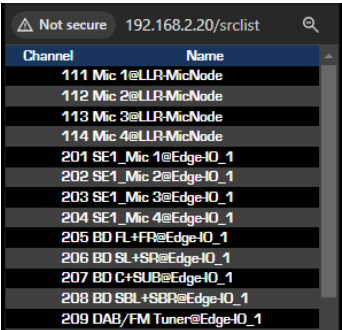 Not secure 192.168.2.20/srclist
Channel Name
111 Mic 1@LLR-MicNode
112 Mic 2@LLR-MicNode
113 Mic 3@LLR-MicNode
114 Mic 4@LLR-MicNode
201 SE1_Mic 1@Edge-IO_1
202 SE1_Mic 2@Edge-IO_1
203 SE1_Mic 3@Edge-IO_1
204 SE1_Mic 4@Edge-IO_1
205 BD FL+FR@Edge-IO_1
206 BD SL+SR@Edge-IO_1
207 BD C+SUB@Edge-IO_1
208 BD SBL+SBR@Edge-IO_1
209 DAB/FM Tuner@Edge-IO_1